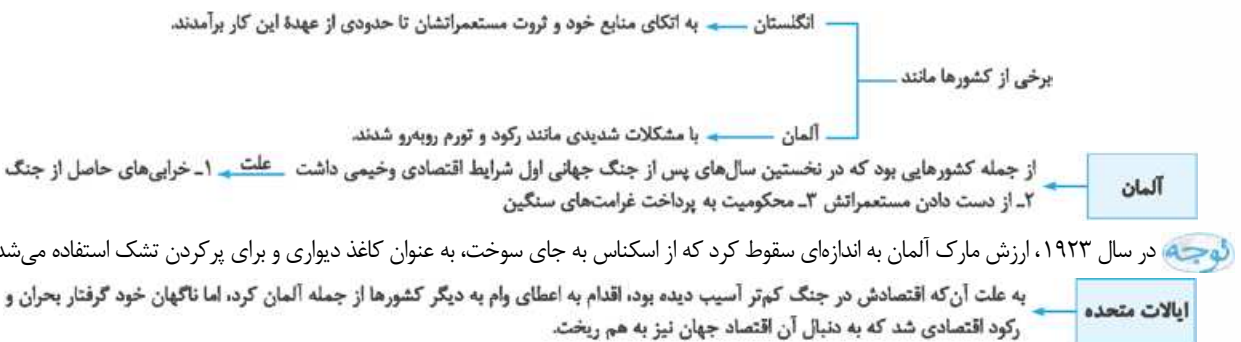 انگلستان به اتکای منابع خود و ثروت مستعمراتشان تا حدودی از عهدهٔ این کار برآمدند.
برخی از کشورها مانند
آلمان با مشکلات شدیدی مانند رکود و تورم روبه‌رو شدند.
آلمان
از جمله کشورهایی بود که در نخستین سال‌های پس از جنگ جهانی اول شرایط اقتصادی وخیمی داشت علت ۱ـ خرابی‌های حاصل از جنگ
۲ـ از دست دادن مستعمراتش ۳ـ محکومیت به پرداخت غرامت‌های سنگین
توجه در سال ۱۹۲۳، ارزش مارک آلمان به اندازه‌ای سقوط کرد که از اسکناس به جای سوخت، به عنوان کاغذ دیواری و برای پرکردن تشک استفاده می‌شد
ایالات متحده
به علت آن‌که اقتصادش در جنگ کم‌تر آسیب دیده بود، اقدام به اعطای وام به دیگر کشورها از جمله آلمان کرد، اما ناگهان خود گرفتار بحران و
رکود اقتصادی شد که به دنبال آن اقتصاد جهان نیز به هم ریخت.